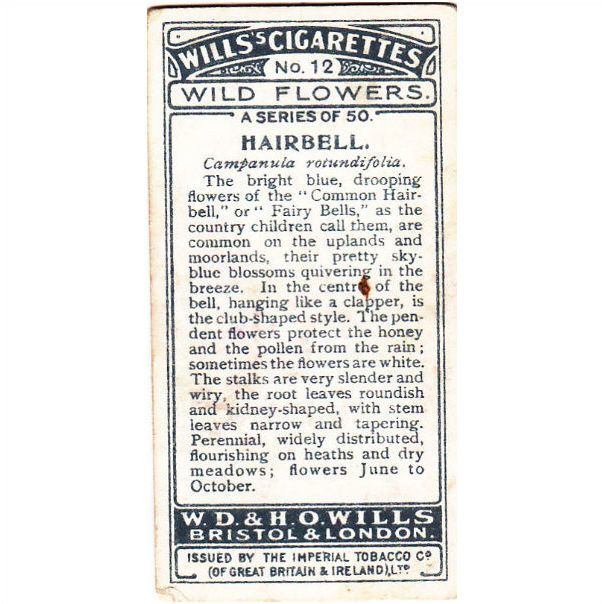 WILLS'S CIGARETTES
No. 12
WILD FLOWERS.
A SERIES OF 50.
HAIRBELL.
Campanula rotundifolia.
The bright blue, drooping
flowers of the "Common Hair-
bell," or "Fairy Bells," as the
country children call them, are
common on the uplands and
moorlands, their pretty sky-
blue blossoms quivering in the
breeze. In the centre of the
bell, hanging like a clapper, is
the club-shaped style. The pen-
dent flowers protect the honey
and the pollen from the rain;
sometimes the flowers are white.
The stalks are very slender and
wiry, the root leaves roundish
and kidney-shaped, with stem
leaves narrow and tapering.
Perennial, widely distributed,
flourishing on heaths and dry
meadows; flowers June to
October.
W.D.& H.O.WILLS
BRISTOL & LONDON.
ISSUED BY THE IMPERIAL TOBACCO Co
(OF GREAT BRITAIN & IRELAND), LTD.